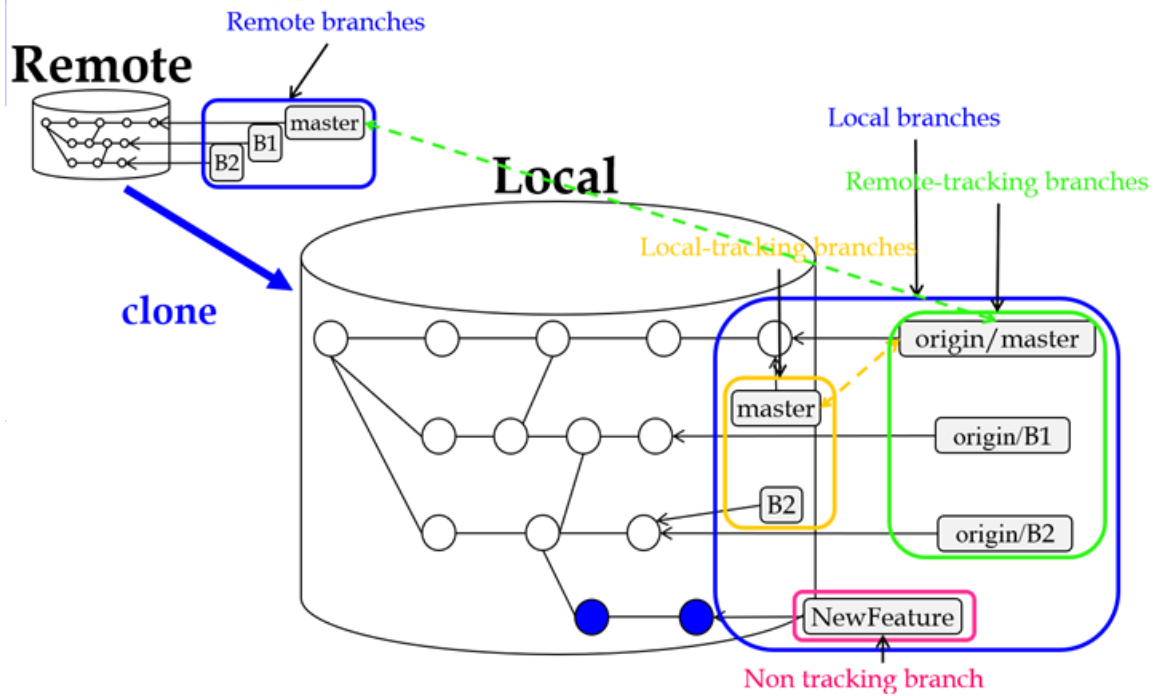 Remote branches
Remote
master
B1
B2
Local branches
Local
Remote-tracking branches
Local-tracking branches
clone
origin/master
master
origin/B1
B2
origin/B2
NewFeature
Non tracking branch